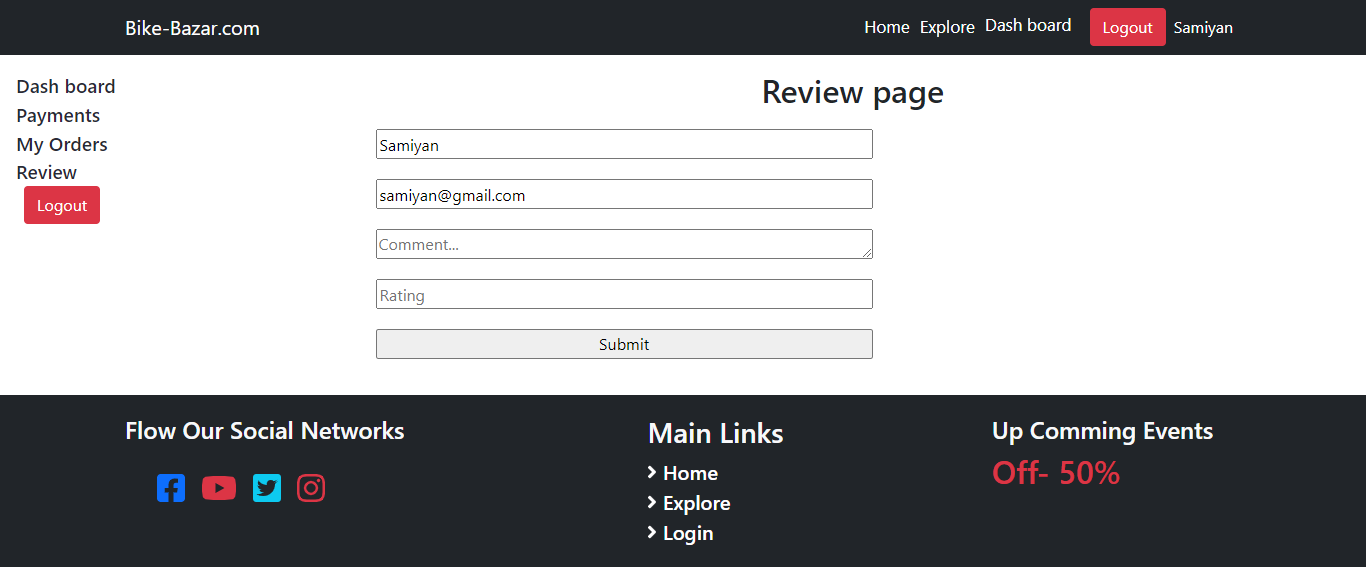 Bike-Bazar.com
Home Explore Dash board Logout Samiyan
Dash board
Payments
My Orders
Review
Logout
Review page
Samiyan
samiyan@gmail.com
Comment...
Rating
Submit
Flow Our Social Networks
Main Links
Home
Explore
Login
Up Comming Events
Off- 50%